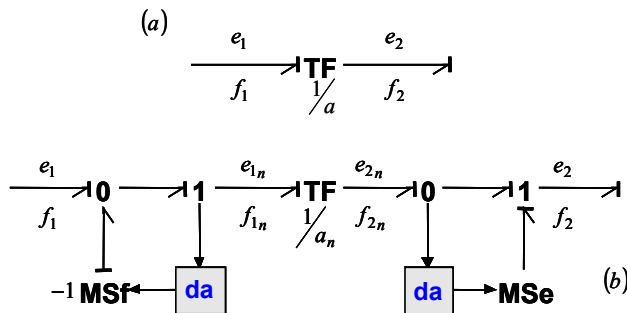 (a)
e₁ e₂
TF
f₁ 1/a f₂
e₁ e₁ₙ e₂ₙ e₂
0 1 TF 0 1
f₁ f₁ₙ 1/aₙ f₂ₙ f₂
−1 MSf da da MSe (b)